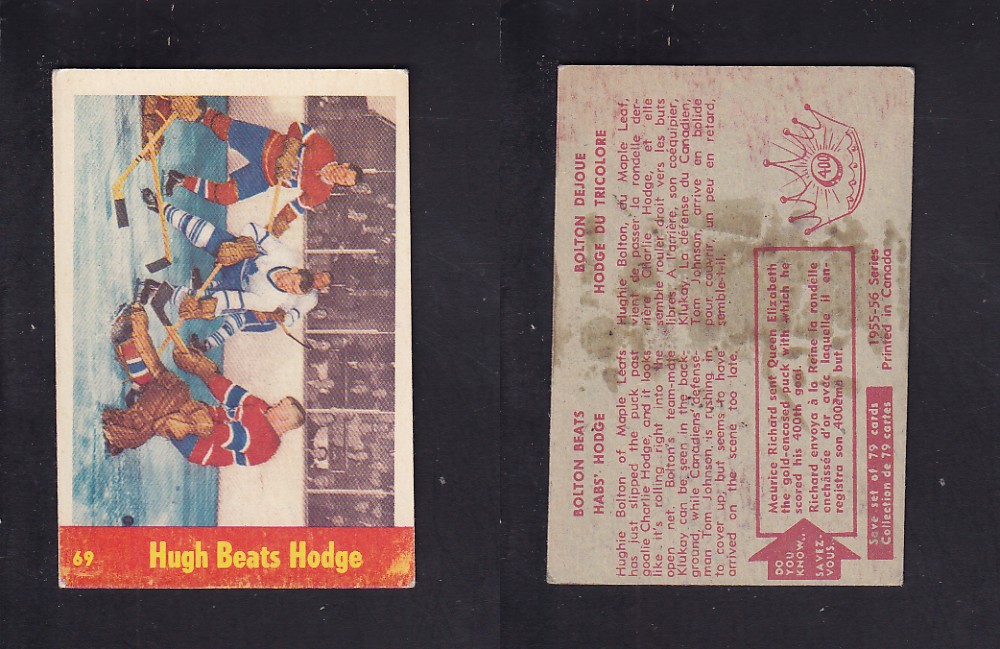 69 Hugh Beats Hodge
BOLTON BEATS
HABS' HODGE
Hughie Bolton of Maple Leafs
has just slipped the puck past
goalie Charlie Hodge, and it looks
like it's rolling right into the
open net. Bolton's team-mate
Klukay can be seen in the back-
ground, while Canadiens' defense-
man Tom Johnson is rushing in
to cover up, but seems to have
arrived on the scene too late.
BOLTON DEJOUE
HODGE DU TRICOLORE
Hughie Bolton, du Maple Leaf,
vient de passer la rondelle der-
rière Charlie Hodge, et elle
semble rouler droit vers les buts
libres. A l'arrière, son coéquipier,
Klukay. La défense du Canadien,
Tom Johnson, arrive en bolide
pour couvrir, un peu en retard,
semble-t-il.
DO
YOU
KNOW..
SAVEZ-
VOUS..
Maurice Richard sent Queen Elizabeth
the gold-encased puck with which he
scored his 400th goal.
Richard envoya à la Reine la rondelle
enchâssée d'or avec laquelle il en-
registra son 400ème but.
400
Save set of 79 cards
Collection de 79 cartes
1955-56 Series
Printed in Canada